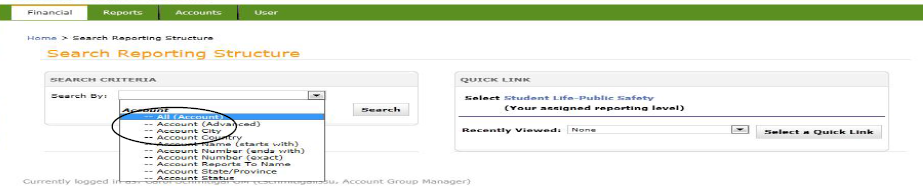 Financial Reports Accounts User
Home > Search Reporting Structure
Search Reporting Structure
SEARCH CRITERIA
Search By:
Search
Account
-- All (Account)
-- Account (Advanced)
-- Account City
-- Account Country
-- Account Name (starts with)
-- Account Number (ends with)
-- Account Number (exact)
-- Account Reports To Name
-- Account State/Province
-- Account Status
QUICK LINK
Select Student Life-Public Safety
(Your assigned reporting level)
Recently Viewed: None Select a Quick Link
Currently logged in as: Carol Account Group Manager)